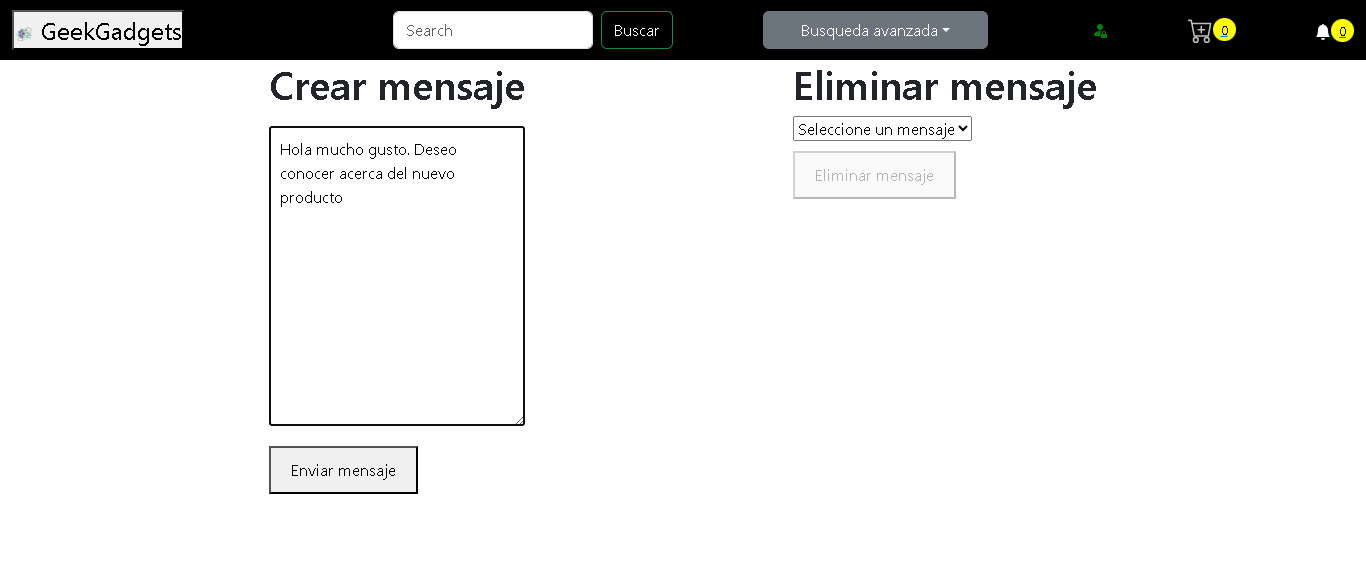 GeekGadgets Search Buscar Busqueda avanzada 0 0
Crear mensaje
Hola mucho gusto. Deseo
conocer acerca del nuevo
producto
Enviar mensaje
Eliminar mensaje
Seleccione un mensaje
Eliminar mensaje